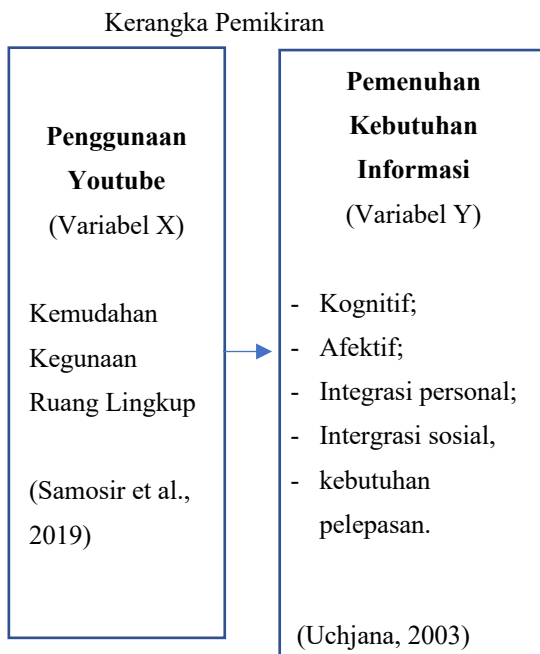 Kerangka Pemikiran
Penggunaan
Youtube
(Variabel X)
Kemudahan
Kegunaan
Ruang Lingkup
(Samosir et al.,
2019)
Pemenuhan
Kebutuhan
Informasi
(Variabel Y)
- Kognitif;
- Afektif;
- Integrasi personal;
- Intergrasi sosial,
- kebutuhan
pelepasan.
(Uchjana, 2003)